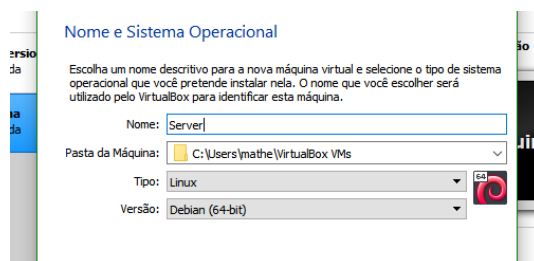 Nome e Sistema Operacional
Escolha um nome descritivo para a nova máquina virtual e selecione o tipo de sistema
operacional que você pretende instalar nela. O nome que você escolher será
utilizado pelo VirtualBox para identificar esta máquina.
Nome: Server
Pasta da Máquina: C:\Users\mathe\VirtualBox VMs
Tipo: Linux
64
Versão: Debian (64-bit)